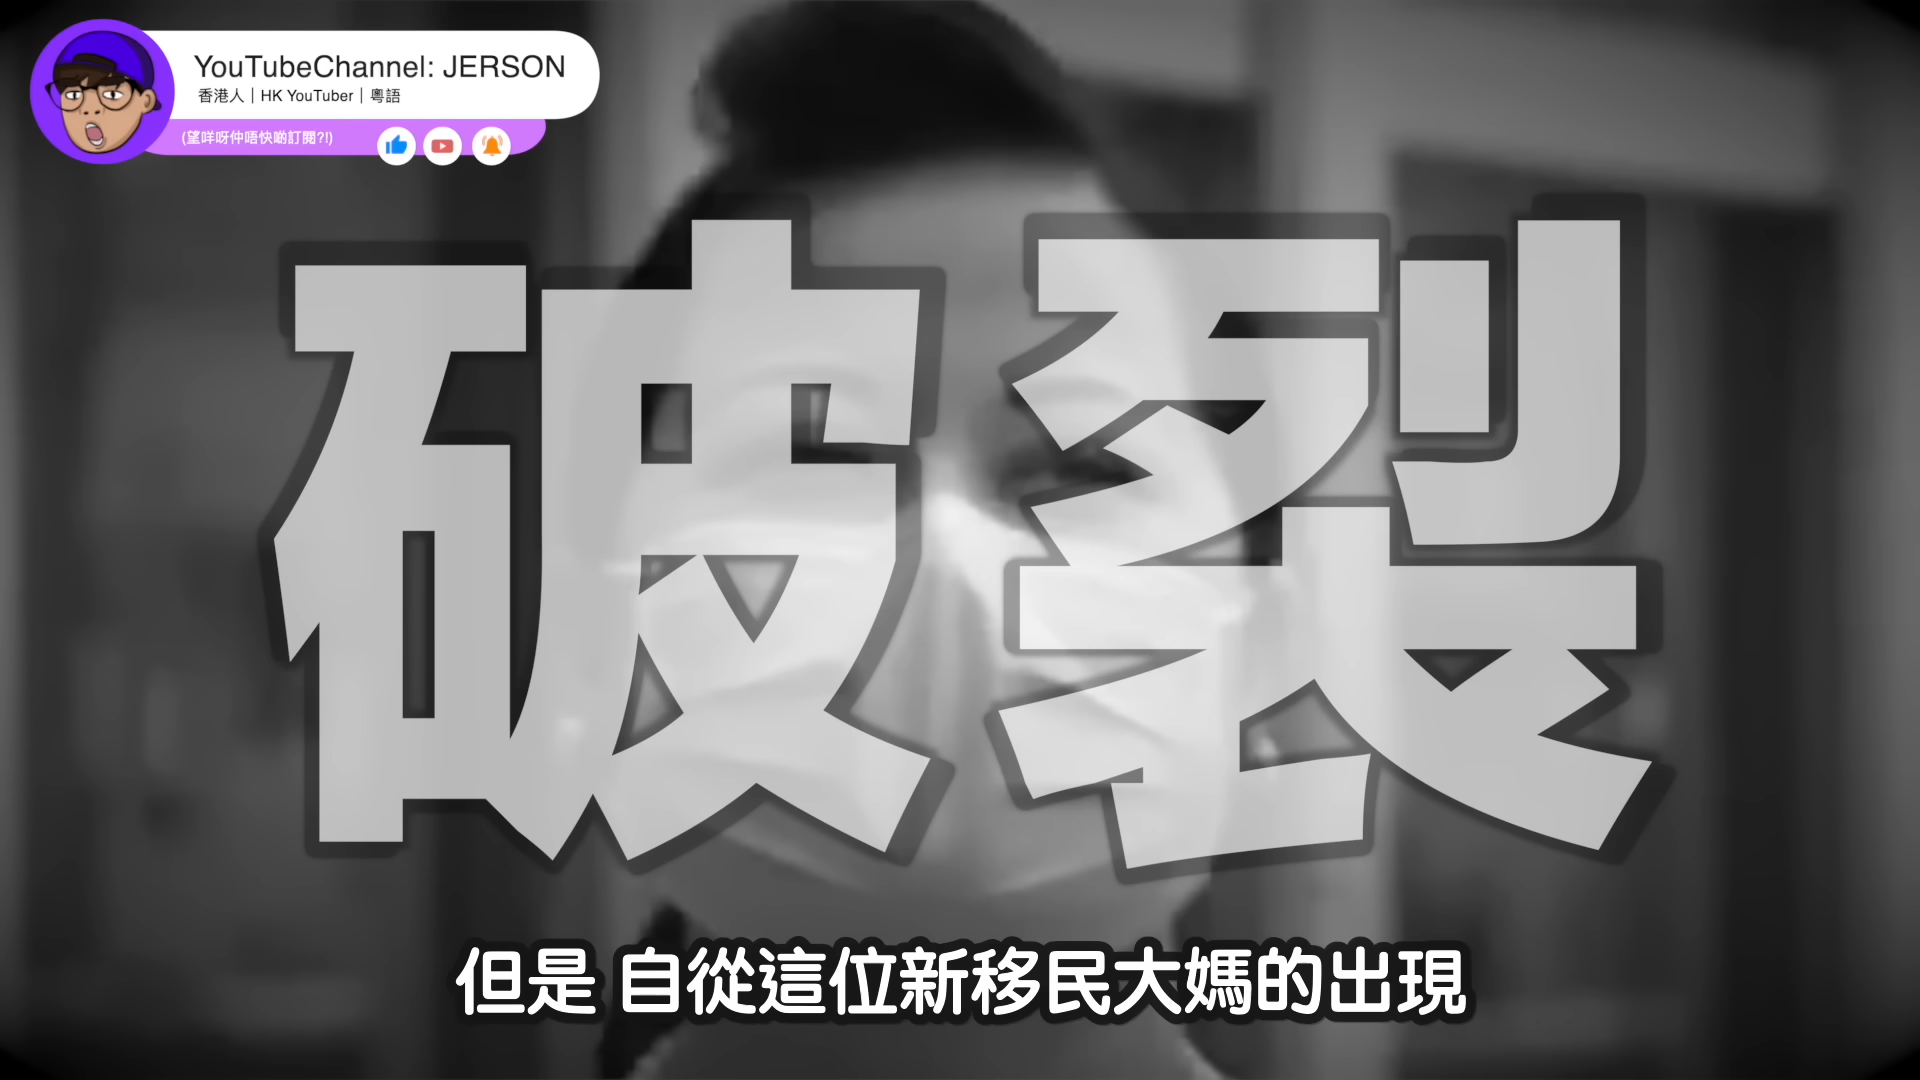 YouTubeChannel: JERSON
香港人｜HK YouTuber｜粵語
(望咩呀仲唔快啲訂閱?!)
破裂
但是 自從這位新移民大媽的出現